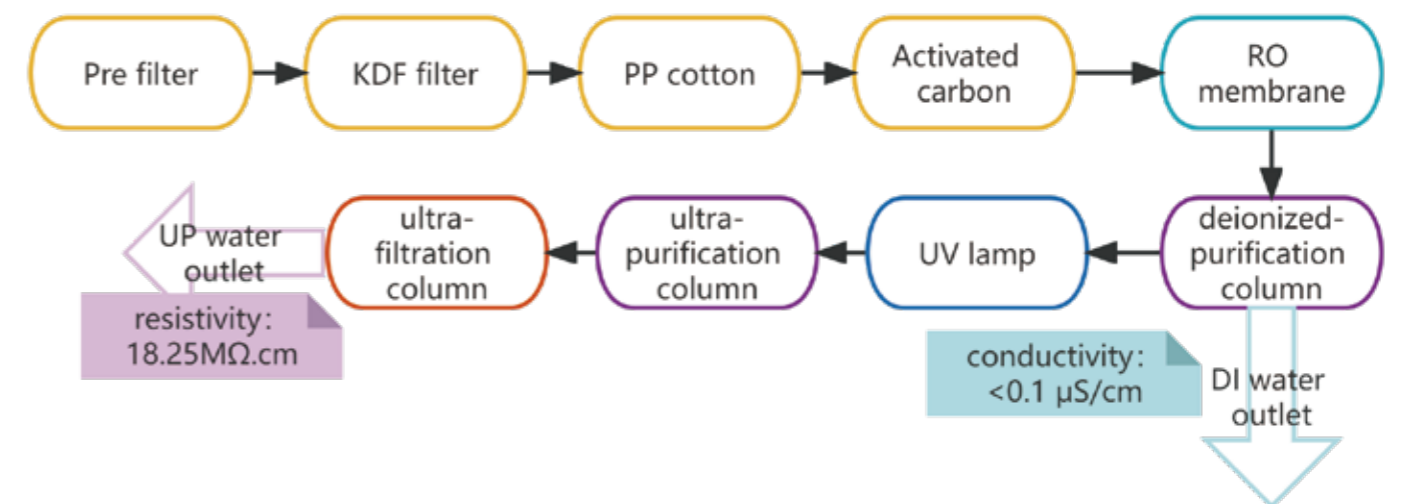 Pre filter
KDF filter
PP cotton
Activated
carbon
RO
membrane
deionized-
purification
column
UV lamp
ultra-
purification
column
ultra-
filtration
column
UP water
outlet
resistivity:
18.25MΩ.cm
conductivity:
<0.1 μS/cm
DI water
outlet